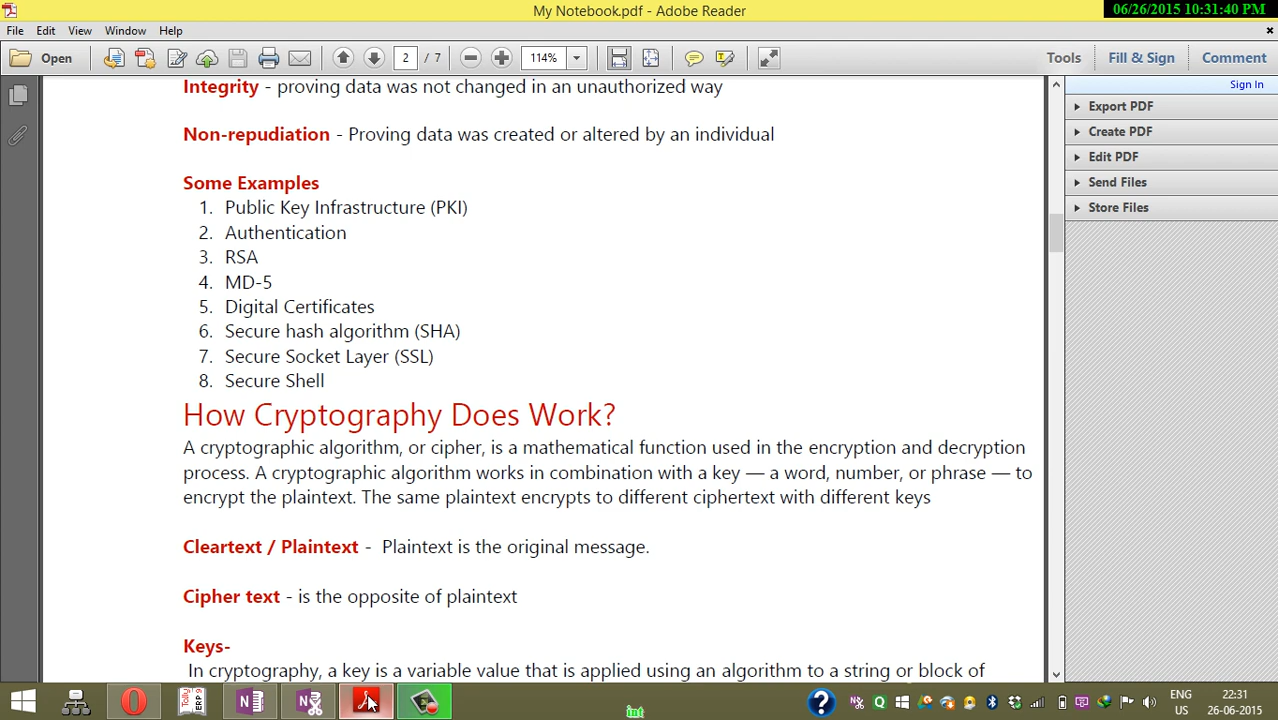 My Notebook.pdf - Adobe Reader
06/26/2015 10:31:40 PM
File Edit View Window Help
Open 2 / 7 114% Tools Fill & Sign Comment
Sign In
Export PDF
Create PDF
Edit PDF
Send Files
Store Files
Integrity - proving data was not changed in an unauthorized way
Non-repudiation - Proving data was created or altered by an individual
Some Examples
1. Public Key Infrastructure (PKI)
2. Authentication
3. RSA
4. MD-5
5. Digital Certificates
6. Secure hash algorithm (SHA)
7. Secure Socket Layer (SSL)
8. Secure Shell
How Cryptography Does Work?
A cryptographic algorithm, or cipher, is a mathematical function used in the encryption and decryption
process. A cryptographic algorithm works in combination with a key — a word, number, or phrase — to
encrypt the plaintext. The same plaintext encrypts to different ciphertext with different keys
Cleartext / Plaintext - Plaintext is the original message.
Cipher text - is the opposite of plaintext
Keys-
In cryptography, a key is a variable value that is applied using an algorithm to a string or block of
int
ENG
US
22:31
26-06-2015